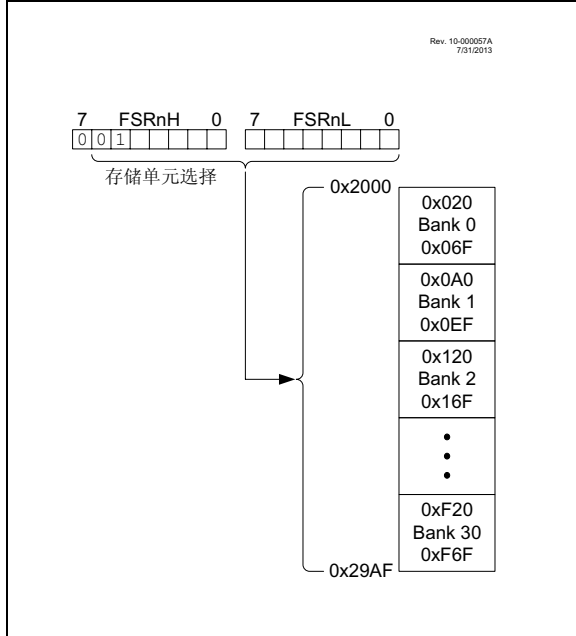 Rev. 10-000057A
7/31/2013
7 FSRnH 0 7 FSRnL 0
0 0 1
存储单元选择
0x2000
0x020
Bank 0
0x06F
0x0A0
Bank 1
0x0EF
0x120
Bank 2
0x16F
0xF20
Bank 30
0xF6F
0x29AF